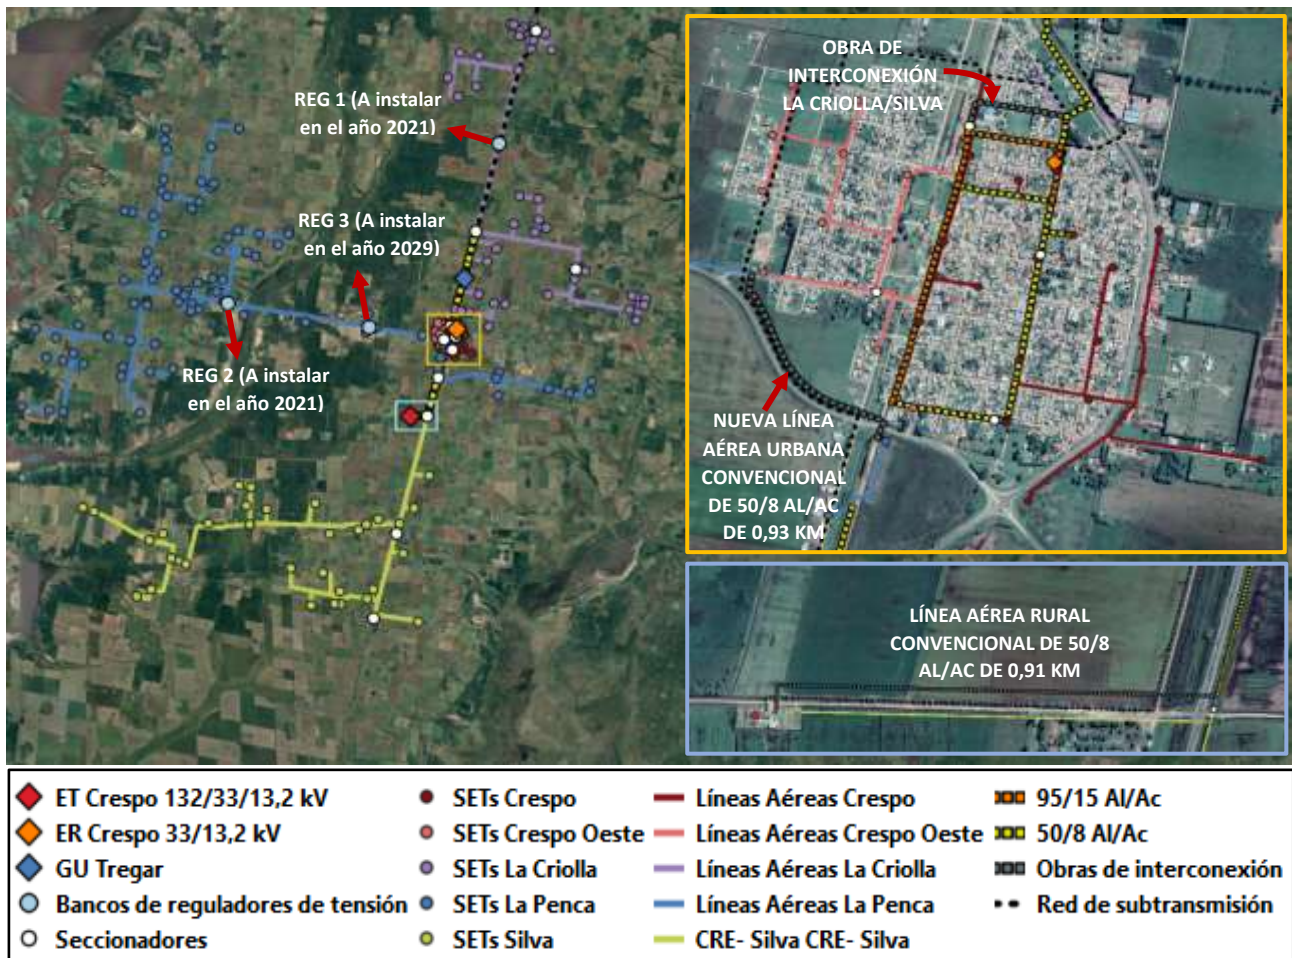 REG 1 (A instalar
en el año 2021)
REG 3 (A instalar
en el año 2029)
REG 2 (A instalar
en el año 2021)
OBRA DE
INTERCONEXIÓN
LA CRIOLLA/SILVA
NUEVA LÍNEA
AÉREA URBANA
CONVENCIONAL
DE 50/8 AL/AC
DE 0,93 KM
LÍNEA AÉREA RURAL
CONVENCIONAL DE 50/8
AL/AC DE 0,91 KM
ET Crespo 132/33/13,2 kV
ER Crespo 33/13,2 kV
GU Tregar
Bancos de reguladores de tensión
Seccionadores
SETs Crespo
SETs Crespo Oeste
SETs La Criolla
SETs La Penca
SETs Silva
Líneas Aéreas Crespo
Líneas Aéreas Crespo Oeste
Líneas Aéreas La Criolla
Líneas Aéreas La Penca
CRE- Silva CRE- Silva
95/15 Al/Ac
50/8 Al/Ac
Obras de interconexión
Red de subtransmisión